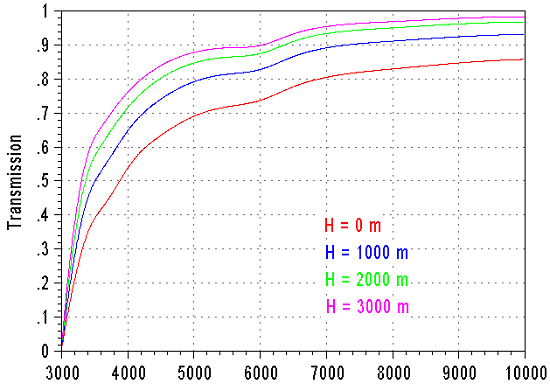 1
.9
.8
.7
.6
.5
.4
.3
.2
.1
0
Transmission
H = 0 m
H = 1000 m
H = 2000 m
H = 3000 m
3000 4000 5000 6000 7000 8000 9000 10000